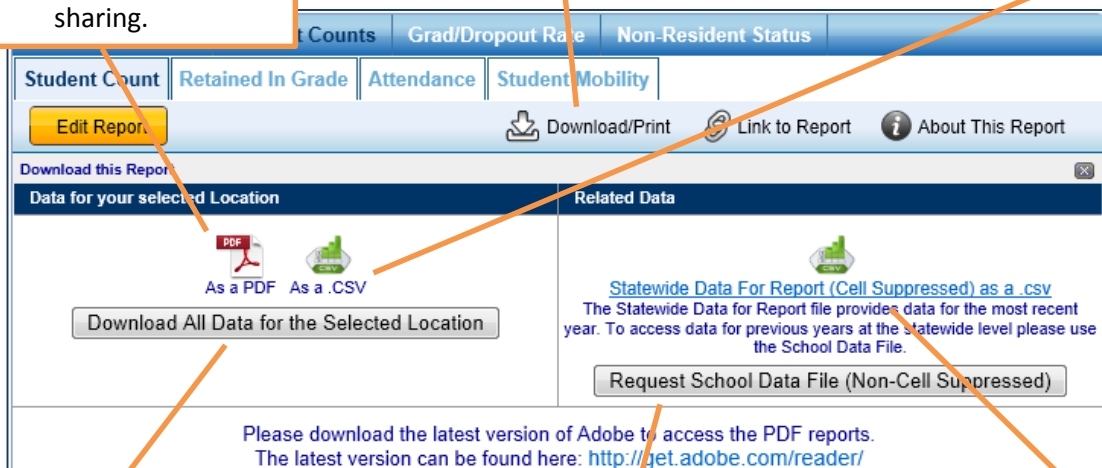 sharing.
t Counts Grad/Dropout Rate Non-Resident Status
Student Count Retained In Grade Attendance Student Mobility
Edit Report Download/Print Link to Report About This Report
Download this Report
Data for your selected Location Related Data
PDF CSV CSV
As a PDF As a .CSV
Statewide Data For Report (Cell Suppressed) as a .csv
The Statewide Data for Report file provides data for the most recent
year. To access data for previous years at the statewide level please use
the School Data File.
Download All Data for the Selected Location
Request School Data File (Non-Cell Suppressed)
Please download the latest version of Adobe to access the PDF reports.
The latest version can be found here: http://get.adobe.com/reader/